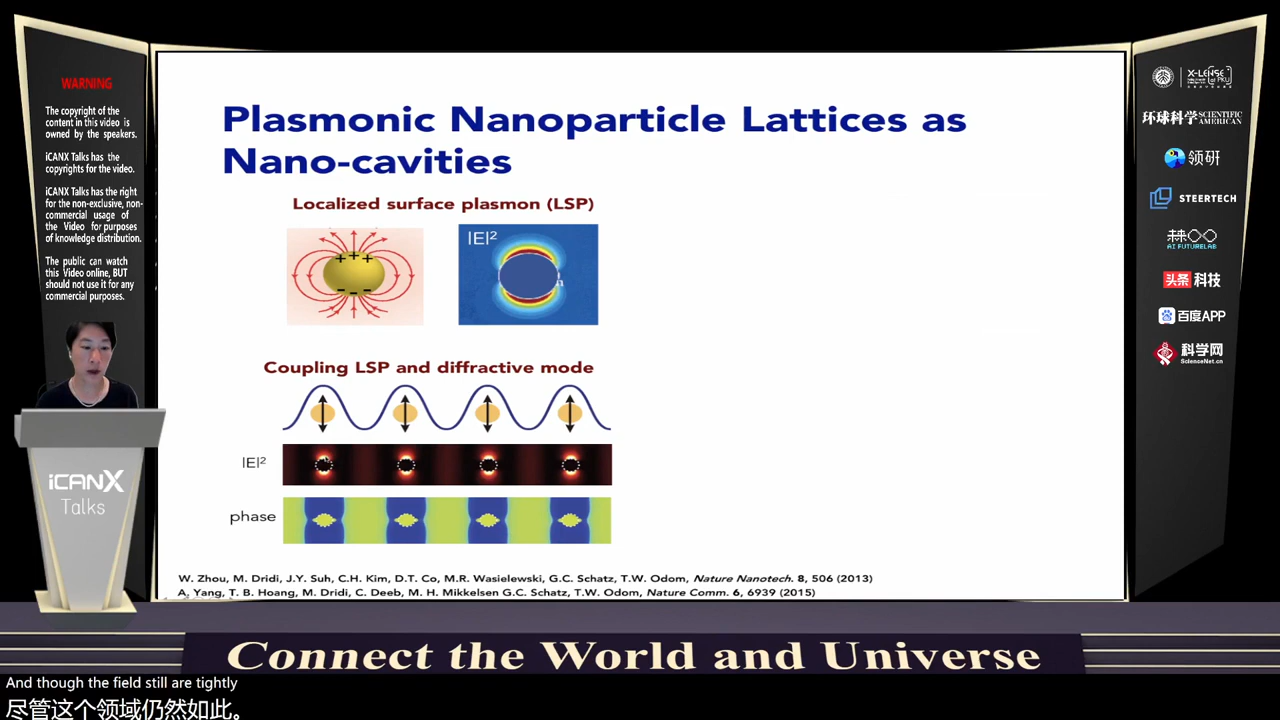 WARNING
The copyright of the
content in this video is
owned by the speakers.
iCANX Talks has the
copyrights for the video.
iCANX Talks has the right
for the non-exclusive, non-
commercial usage of
the Video for purposes
of knowledge distribution.
The public can watch
this Video online, BUT
should not use it for any
commercial purposes.
iCANX
Talks
Plasmonic Nanoparticle Lattices as
Nano-cavities
Localized surface plasmon (LSP)
+ + +
- - -
|E|²
Coupling LSP and diffractive mode
|E|²
phase
W. Zhou, M. Dridi, J.Y. Suh, C.H. Kim, D.T. Co, M.R. Wasielewski, G.C. Schatz, T.W. Odom, Nature Nanotech. 8, 506 (2013)
A. Yang, T. B. Hoang, M. Dridi, C. Deeb, M. H. Mikkelsen G.C. Schatz, T.W. Odom, Nature Comm. 6, 6939 (2015)
X-LENSE
环球科学 SCIENTIFIC AMERICAN
领研
STEERTECH
AI FUTURELAB
头条 科技
百度APP
科学网
ScienceNet.cn
Connect the World and Universe
And though the field still are tightly
尽管这个领域仍然如此。